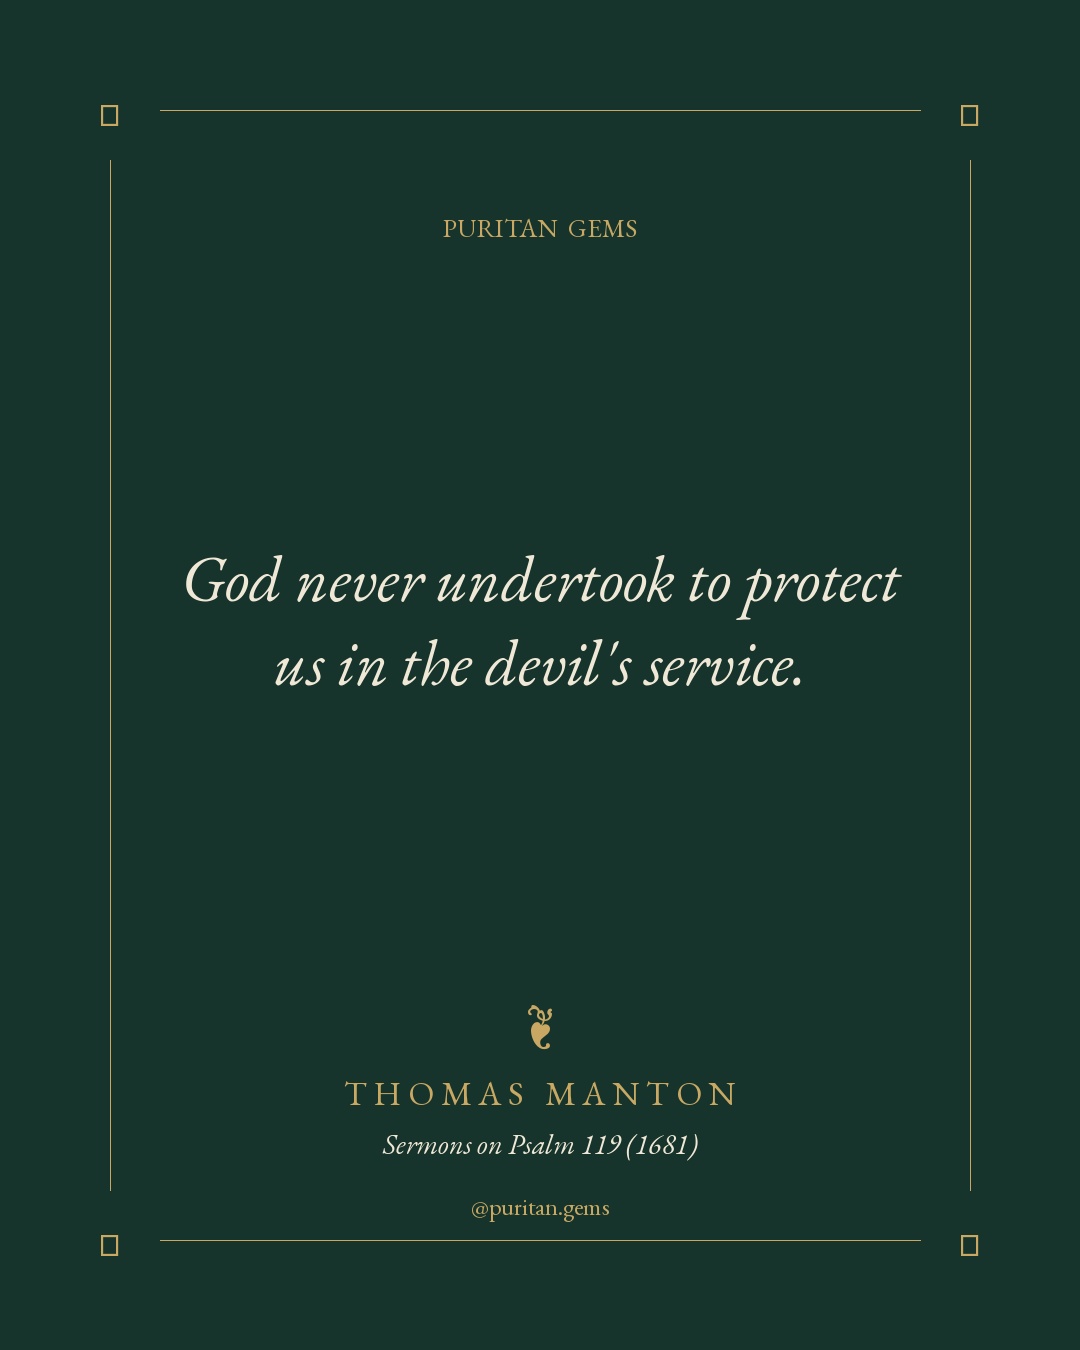 PURITAN GEMS
God never undertook to protect
us in the devil's service.
THOMAS MANTON
Sermons on Psalm 119 (1681)
@puritan.gems